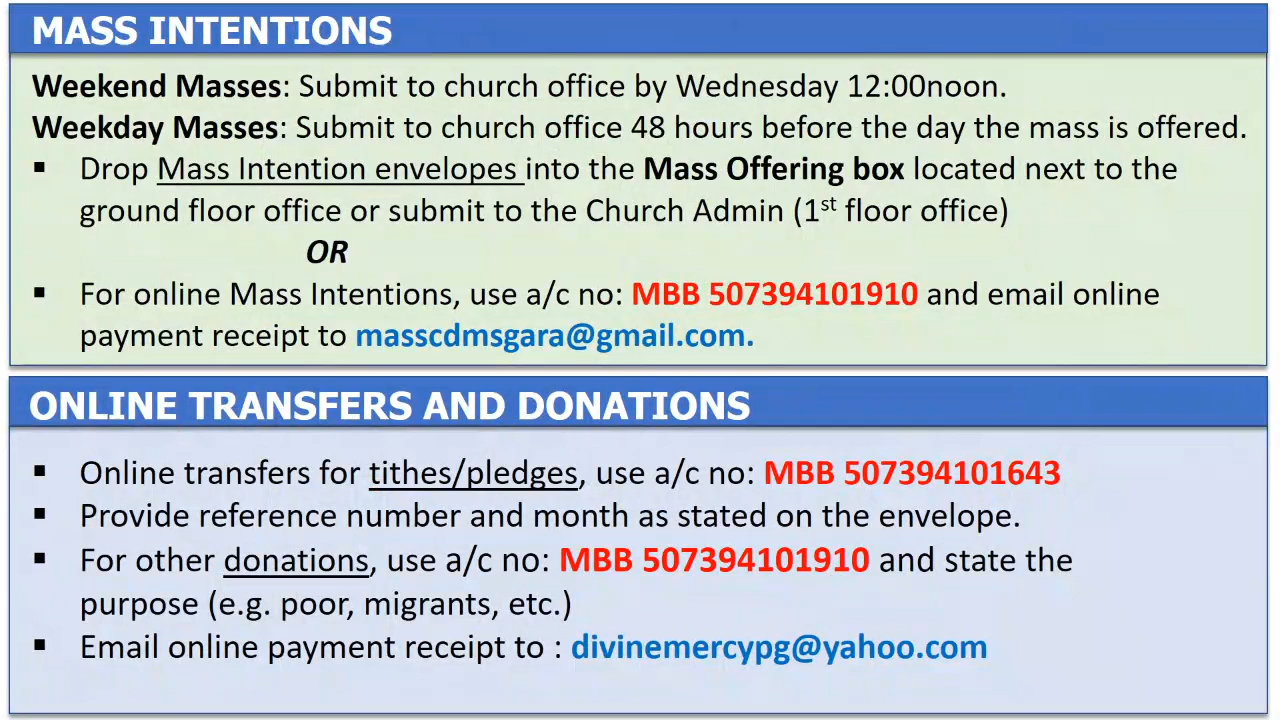 MASS INTENTIONS
Weekend Masses: Submit to church office by Wednesday 12:00noon.
Weekday Masses: Submit to church office 48 hours before the day the mass is offered.
▪ Drop Mass Intention envelopes into the Mass Offering box located next to the
ground floor office or submit to the Church Admin (1st floor office)
OR
▪ For online Mass Intentions, use a/c no: MBB 507394101910 and email online
payment receipt to masscdmsgara@gmail.com.
ONLINE TRANSFERS AND DONATIONS
▪ Online transfers for tithes/pledges, use a/c no: MBB 507394101643
▪ Provide reference number and month as stated on the envelope.
▪ For other donations, use a/c no: MBB 507394101910 and state the
purpose (e.g. poor, migrants, etc.)
▪ Email online payment receipt to : divinemercypg@yahoo.com